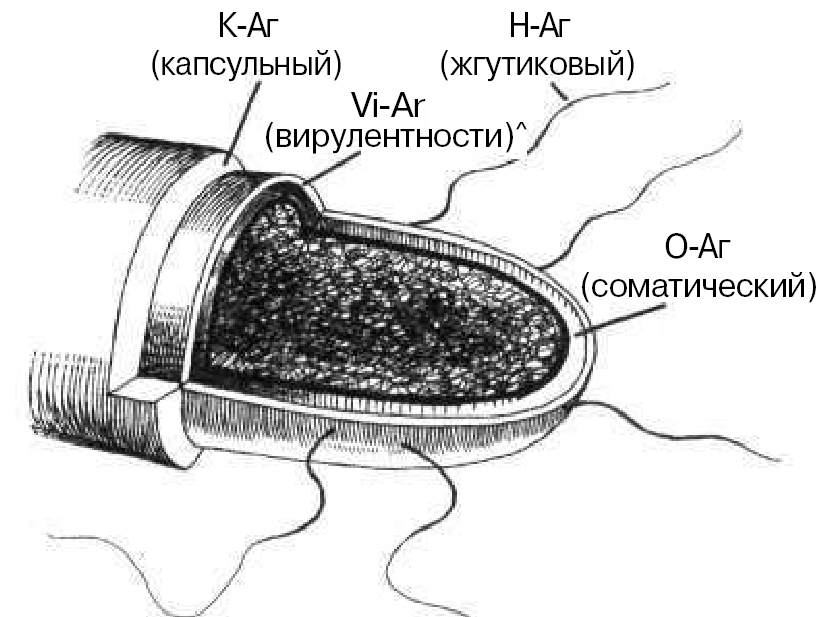 К-Аг
(капсульный)
Н-Аг
(жгутиковый)
Vi-Ar
(вирулентности)^
О-Аг
(соматический)